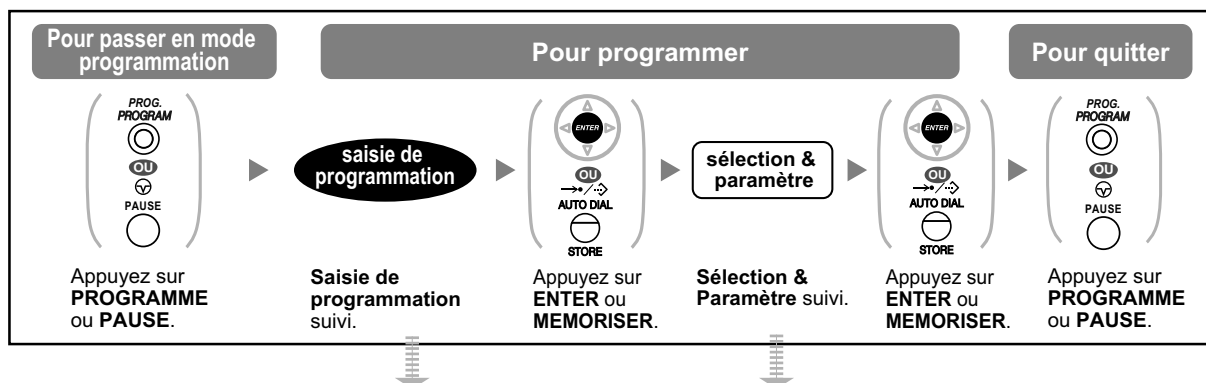 Pour passer en mode
programmation
Pour programmer
Pour quitter
PROG.
PROGRAM
OU
PAUSE
saisie de
programmation
ENTER
OU
AUTO DIAL
STORE
sélection &
paramètre
ENTER
OU
AUTO DIAL
STORE
PROG.
PROGRAM
OU
PAUSE
Appuyez sur
PROGRAMME
ou PAUSE.
Saisie de
programmation
suivi.
Appuyez sur
ENTER ou
MEMORISER.
Sélection &
Paramètre suivi.
Appuyez sur
ENTER ou
MEMORISER.
Appuyez sur
PROGRAMME
ou PAUSE.